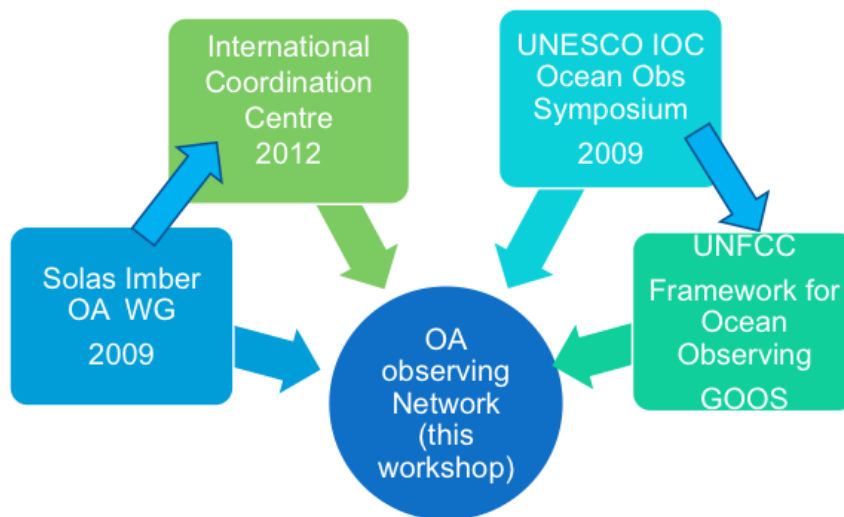 International
Coordination
Centre
2012
UNESCO IOC
Ocean Obs
Symposium
2009
Solas Imber
OA WG
2009
OA
observing
Network
(this
workshop)
UNFCC
Framework for
Ocean
Observing
GOOS